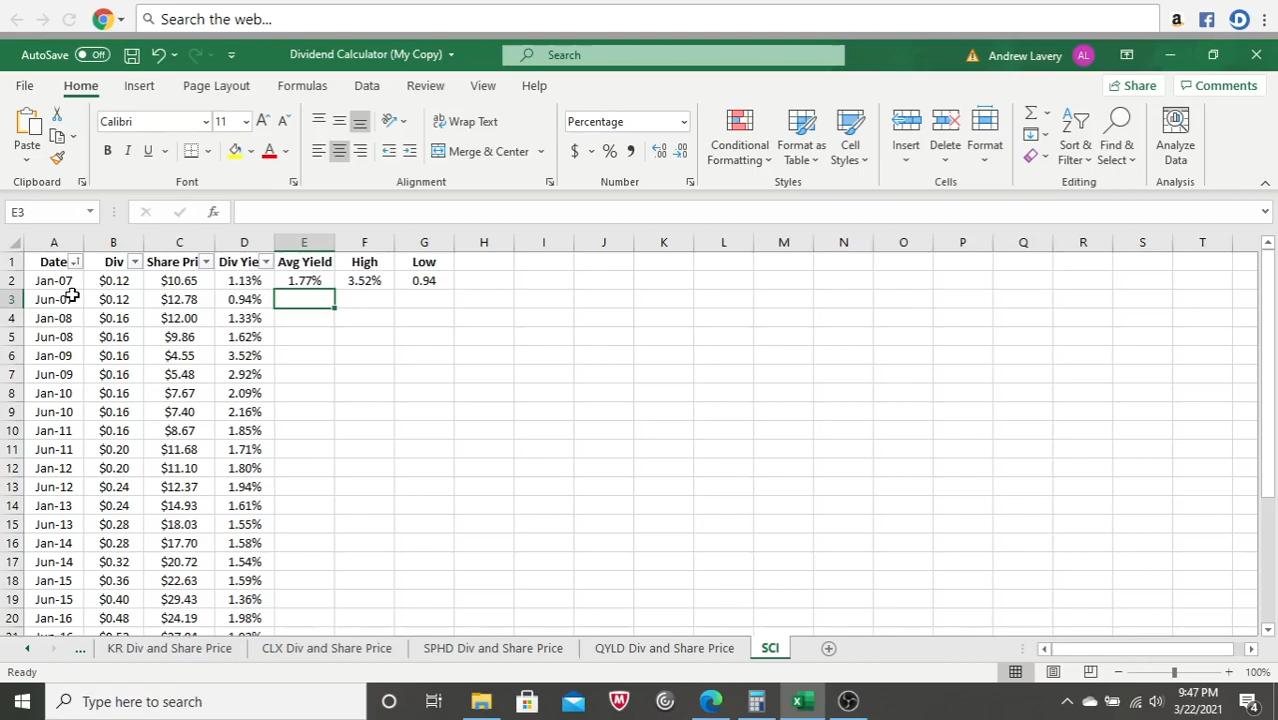 Search the web...
AutoSave Off Dividend Calculator (My Copy) Search Andrew Lavery AL
File Home Insert Page Layout Formulas Data Review View Help Share Comments
Paste Calibri 11 Wrap Text Percentage Conditional Formatting Format as Table Cell Styles Insert Delete Format Sort & Filter Find & Select Analyze Data
B I U A Merge & Center $ % 9
Clipboard Font Alignment Number Styles Cells Editing Analysis
E3 fx
A B C D E F G H I J K L M N O P Q R S T
1 Date Div Share Pri Div Yie Avg Yield High Low
2 Jan-07 $0.12 $10.65 1.13% 1.77% 3.52% 0.94
3 Jun-0 $0.12 $12.78 0.94%
4 Jan-08 $0.16 $12.00 1.33%
5 Jun-08 $0.16 $9.86 1.62%
6 Jan-09 $0.16 $4.55 3.52%
7 Jun-09 $0.16 $5.48 2.92%
8 Jan-10 $0.16 $7.67 2.09%
9 Jun-10 $0.16 $7.40 2.16%
10 Jan-11 $0.16 $8.67 1.85%
11 Jun-11 $0.20 $11.68 1.71%
12 Jan-12 $0.20 $11.10 1.80%
13 Jun-12 $0.24 $12.37 1.94%
14 Jan-13 $0.24 $14.93 1.61%
15 Jun-13 $0.28 $18.03 1.55%
16 Jan-14 $0.28 $17.70 1.58%
17 Jun-14 $0.32 $20.72 1.54%
18 Jan-15 $0.36 $22.63 1.59%
19 Jun-15 $0.40 $29.43 1.36%
20 Jan-16 $0.48 $24.19 1.98%
... KR Div and Share Price CLX Div and Share Price SPHD Div and Share Price QYLD Div and Share Price SCI
Ready 100%
Type here to search 9:47 PM
3/22/2021 4